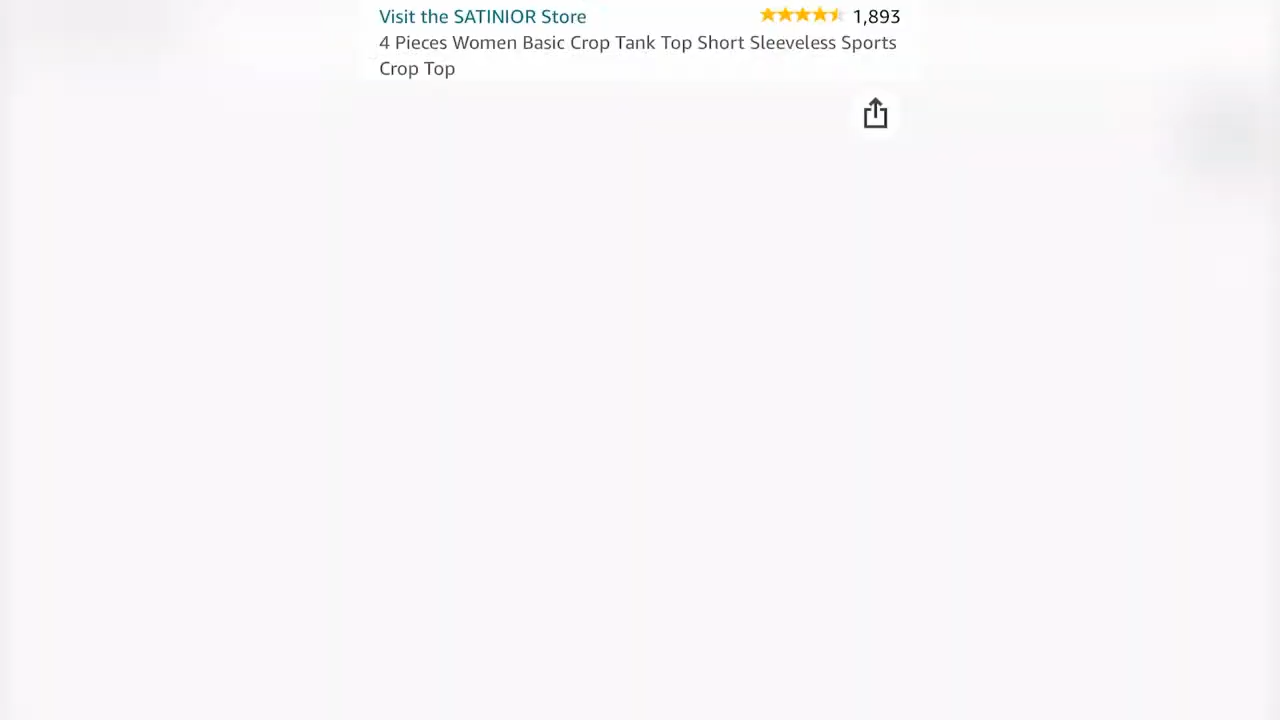 Visit the SATINIOR Store 1,893
4 Pieces Women Basic Crop Tank Top Short Sleeveless Sports
Crop Top